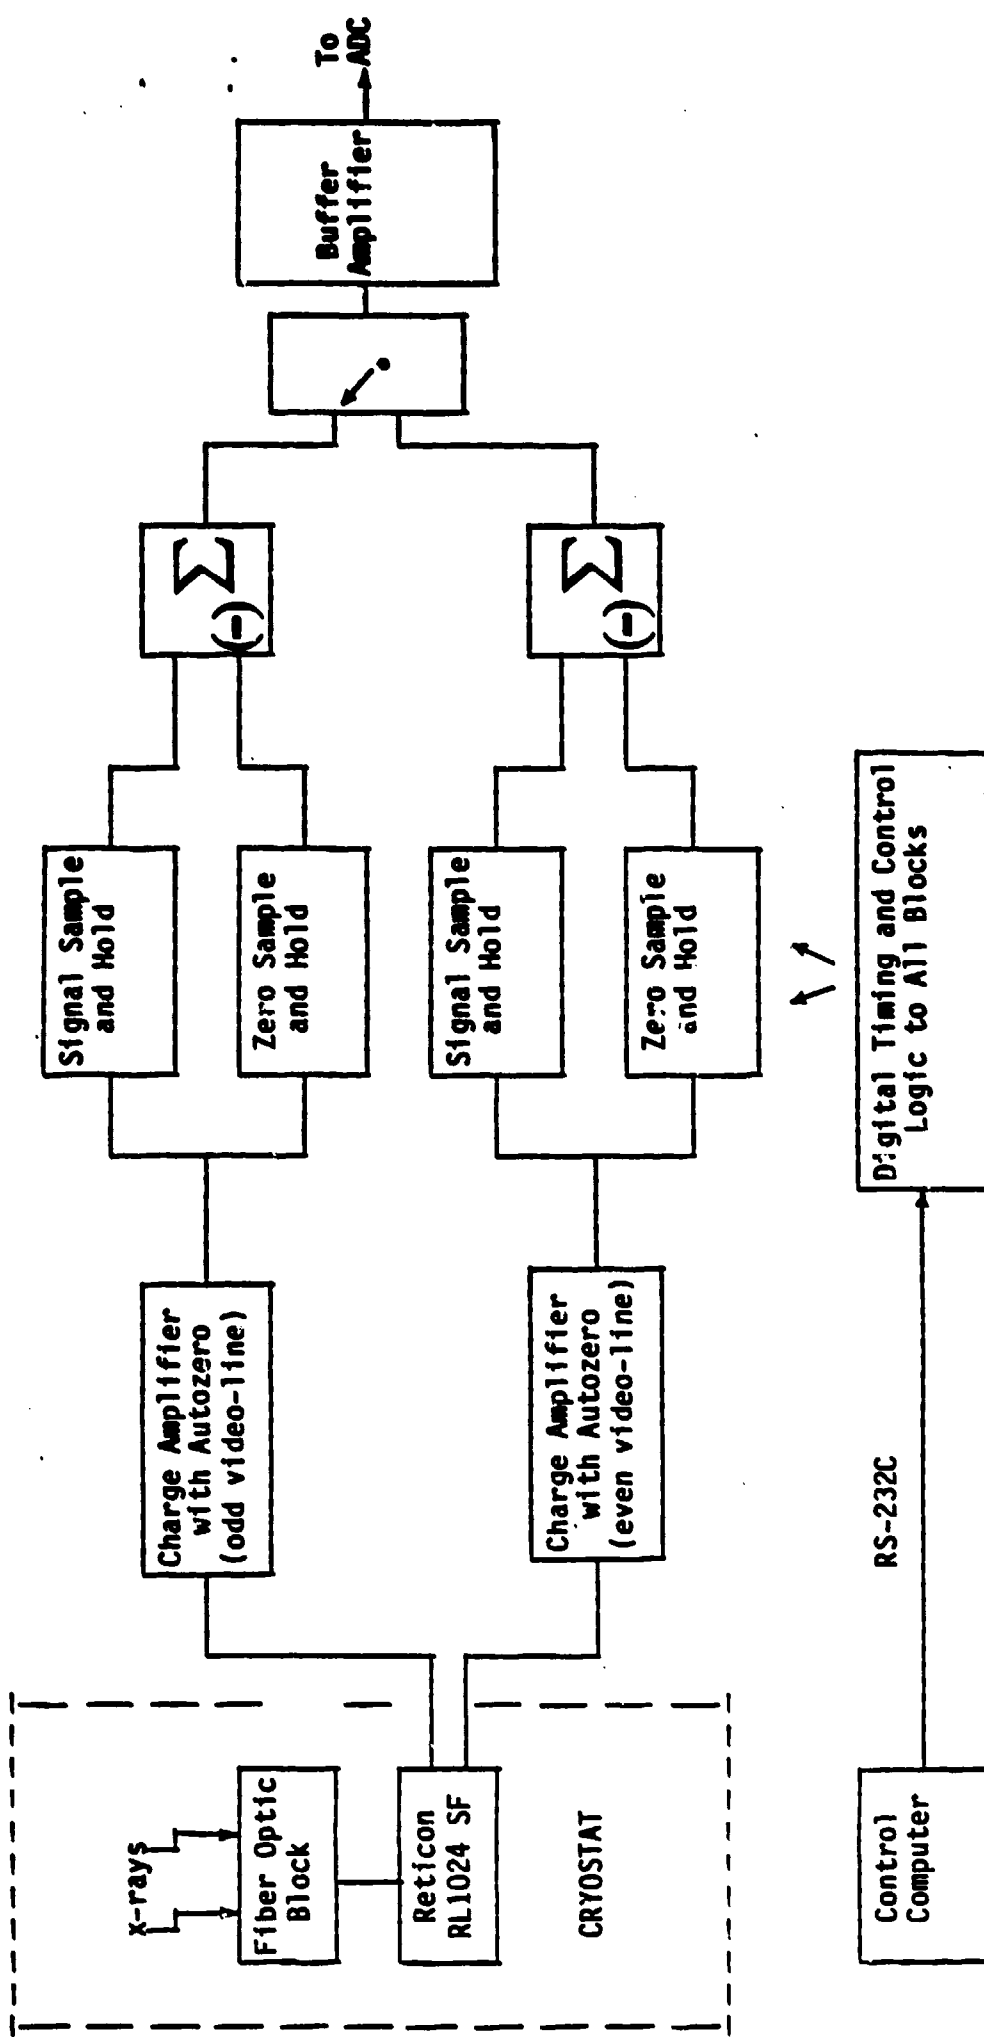 x-rays
Fiber Optic
Block
Reticon
RL1024 SF
CRYOSTAT
Charge Amplifier
with Autozero
(odd video-line)
Charge Amplifier
with Autozero
(even video-line)
Signal Sample
and Hold
Zero Sample
and Hold
Signal Sample
and Hold
Zero Sample
and Hold
(-) Σ
(-) Σ
Buffer
Amplifier
To
ADC
Control
Computer
RS-232C
Digital Timing and Control
Logic to All Blocks